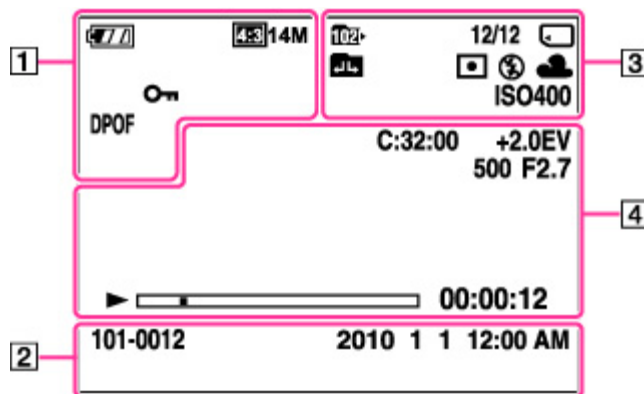 4:3 14M
102 12/12
ISO400
DPOF
C:32:00 +2.0EV
500 F2.7
00:00:12
101-0012 2010 1 1 12:00 AM
1
2
3
4